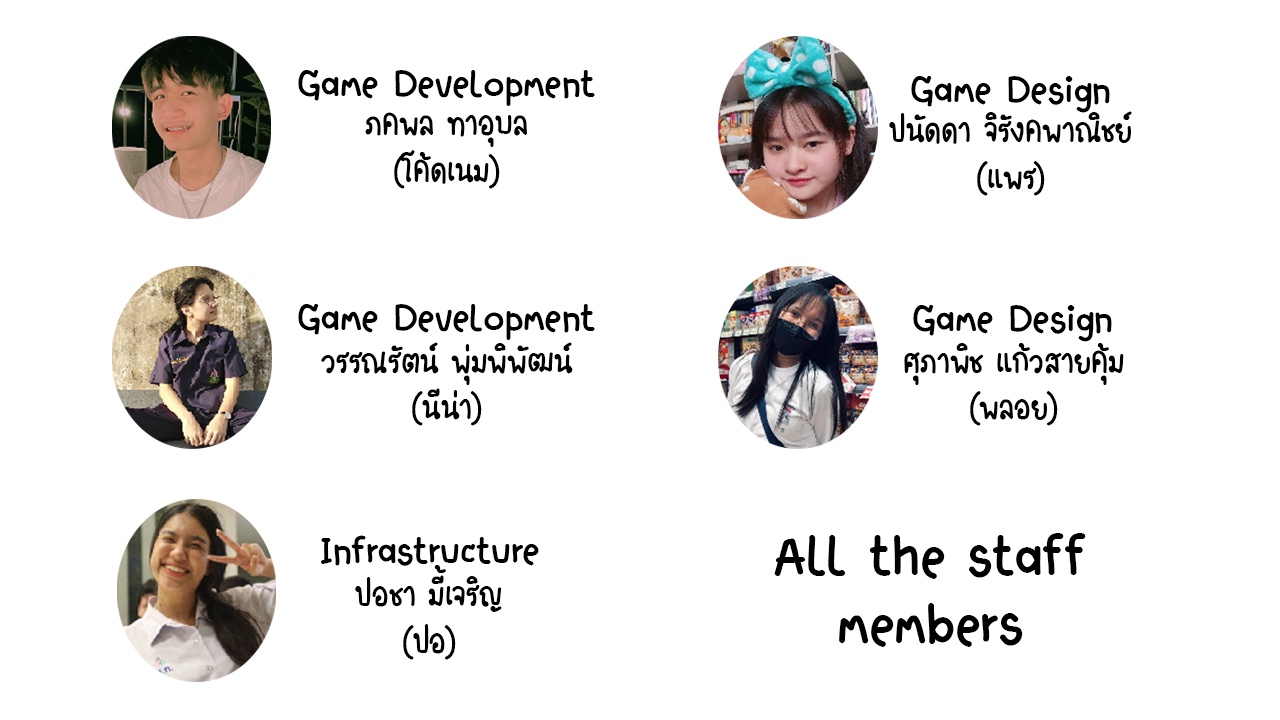 Game Development
ภคพล ทาอุบล
(โค้ดเนม)
Game Design
ปนัดดา จิรังคพาณิชย์
(แพร)
Game Development
วรรณรัตน์ พุ่มพิพัฒน์
(นีน่า)
Game Design
ศุภาพิช แก้วสายคุ้ม
(พลอย)
Infrastructure
ปอชา มี้เจริญ
(ปอ)
All the staff
members